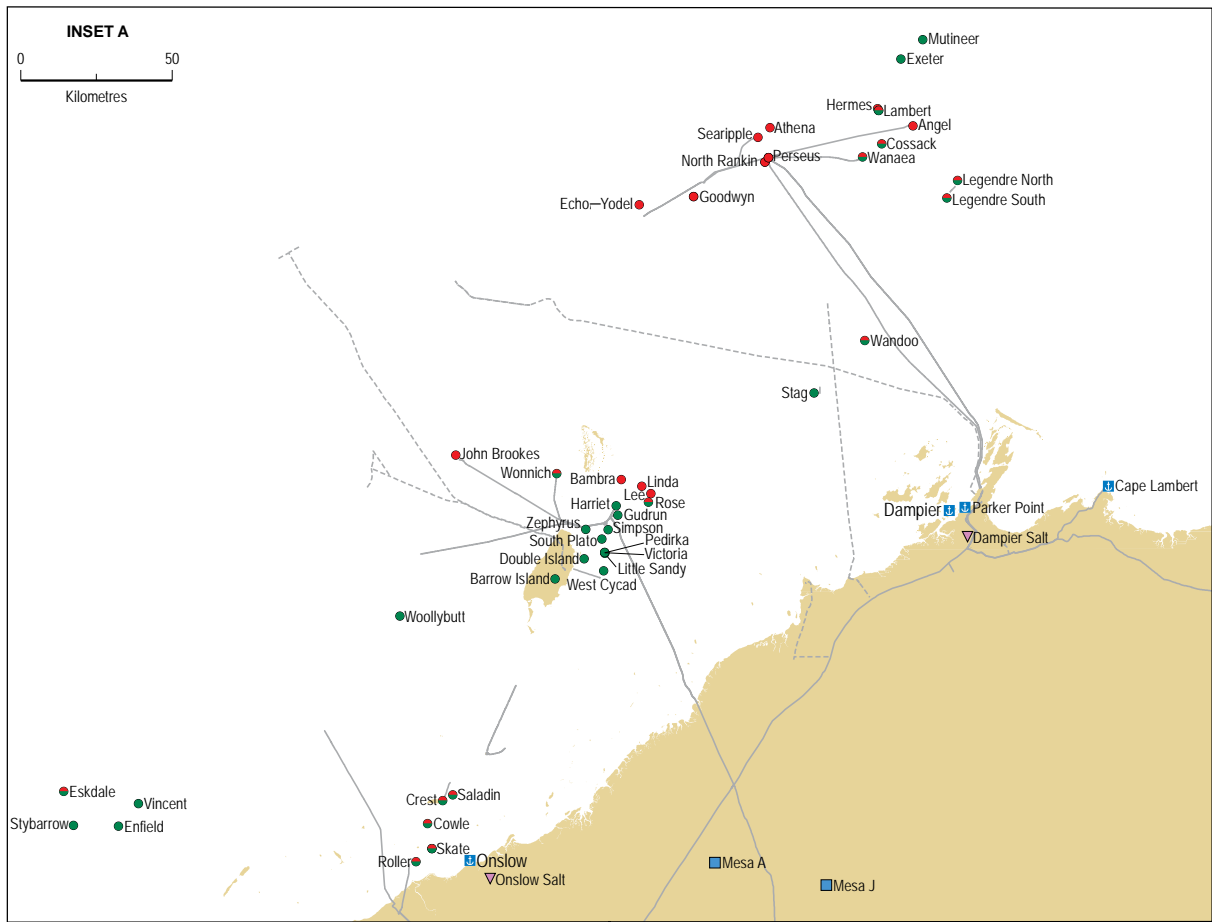 INSET A
0 50
Kilometres
Mutineer
Exeter
Hermes
Lambert
Angel
Athena
Searipple
Cossack
Perseus
Wanaea
North Rankin
Legendre North
Legendre South
Goodwyn
Echo–Yodel
Wandoo
Stag
John Brookes
Wonnich
Bambra
Linda
Lee
Rose
Harriet
Gudrun
Zephyrus
Simpson
South Plato
Pedirka
Victoria
Double Island
Little Sandy
Barrow Island
West Cycad
Woollybutt
Cape Lambert
Dampier
Parker Point
Dampier Salt
Eskdale
Vincent
Stybarrow
Enfield
Crest
Saladin
Cowle
Skate
Roller
Onslow
Onslow Salt
Mesa A
Mesa J